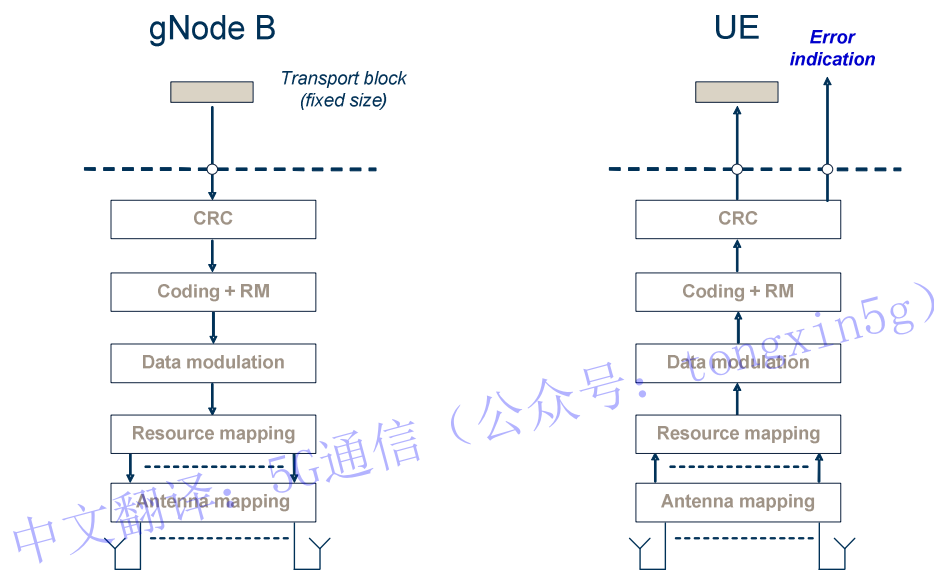 gNode B
Transport block
(fixed size)
CRC
Coding + RM
Data modulation
Resource mapping
Antenna mapping
UE
Error
indication
CRC
Coding + RM
Data modulation
Resource mapping
Antenna mapping
中文翻译：5G通信（公众号：tongxin5g）